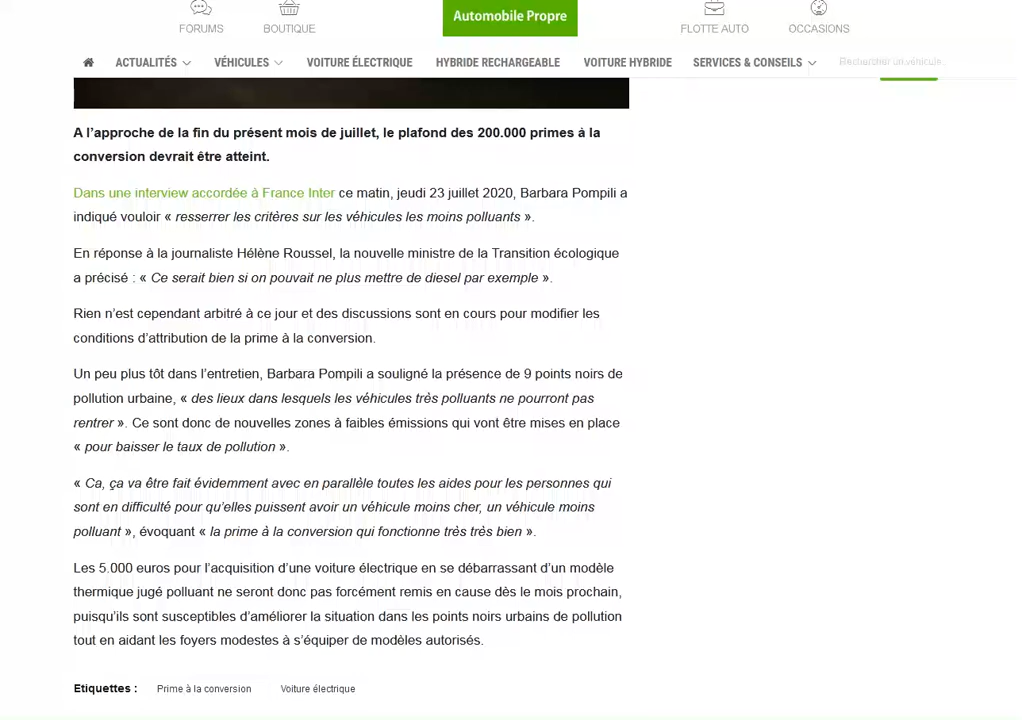 FORUMS
BOUTIQUE
Automobile Propre
FLOTTE AUTO
OCCASIONS
ACTUALITÉS
VÉHICULES
VOITURE ÉLECTRIQUE
HYBRIDE RECHARGEABLE
VOITURE HYBRIDE
SERVICES & CONSEILS
Rechercher un véhicule.
A l’approche de la fin du présent mois de juillet, le plafond des 200.000 primes à la
conversion devrait être atteint.
Dans une interview accordée à France Inter ce matin, jeudi 23 juillet 2020, Barbara Pompili a
indiqué vouloir « resserrer les critères sur les véhicules les moins polluants ».
En réponse à la journaliste Hélène Roussel, la nouvelle ministre de la Transition écologique
a précisé : « Ce serait bien si on pouvait ne plus mettre de diesel par exemple ».
Rien n’est cependant arbitré à ce jour et des discussions sont en cours pour modifier les
conditions d’attribution de la prime à la conversion.
Un peu plus tôt dans l’entretien, Barbara Pompili a souligné la présence de 9 points noirs de
pollution urbaine, « des lieux dans lesquels les véhicules très polluants ne pourront pas
rentrer ». Ce sont donc de nouvelles zones à faibles émissions qui vont être mises en place
« pour baisser le taux de pollution ».
« Ca, ça va être fait évidemment avec en parallèle toutes les aides pour les personnes qui
sont en difficulté pour qu’elles puissent avoir un véhicule moins cher, un véhicule moins
polluant », évoquant « la prime à la conversion qui fonctionne très très bien ».
Les 5.000 euros pour l’acquisition d’une voiture électrique en se débarrassant d’un modèle
thermique jugé polluant ne seront donc pas forcément remis en cause dès le mois prochain,
puisqu’ils sont susceptibles d’améliorer la situation dans les points noirs urbains de pollution
tout en aidant les foyers modestes à s’équiper de modèles autorisés.
Etiquettes : Prime à la conversion Voiture électrique